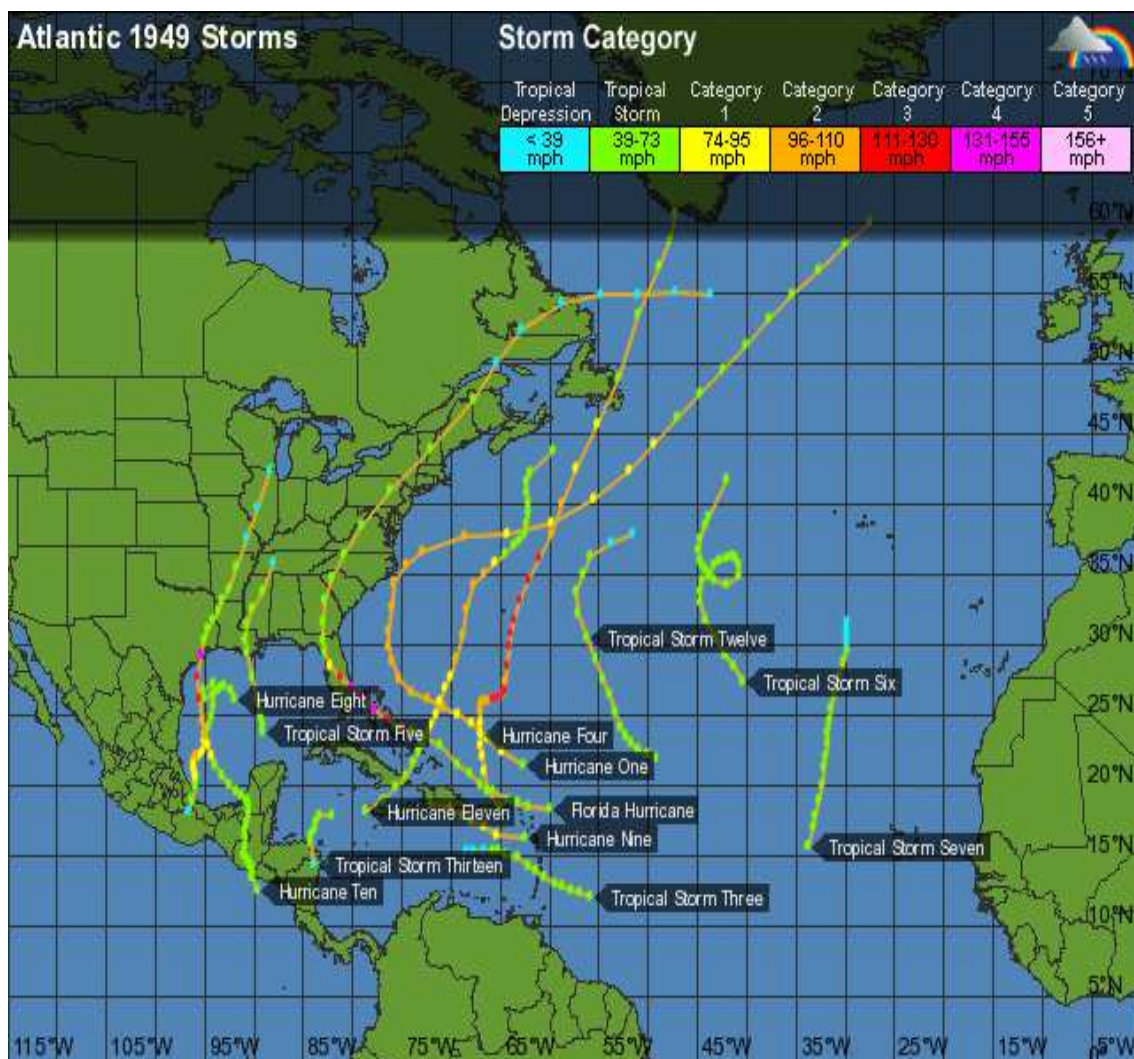 Atlantic 1949 Storms
Storm Category
Tropical Depression
Tropical Storm
Category 1
Category 2
Category 3
Category 4
Category 5
< 39 mph
39-73 mph
74-95 mph
96-110 mph
111-130 mph
131-155 mph
156+ mph
60°N
55°N
50°N
45°N
40°N
35°N
30°N
25°N
20°N
15°N
10°N
5°N
Tropical Storm Twelve
Tropical Storm Six
Hurricane Eight
Tropical Storm Five
Hurricane Four
Hurricane One
Hurricane Eleven
Florida Hurricane
Hurricane Nine
Tropical Storm Seven
Tropical Storm Thirteen
Hurricane Ten
Tropical Storm Three
115°W 105°W 95°W 85°W 75°W 65°W 55°W 45°W 35°W 25°W 15°W 5°W